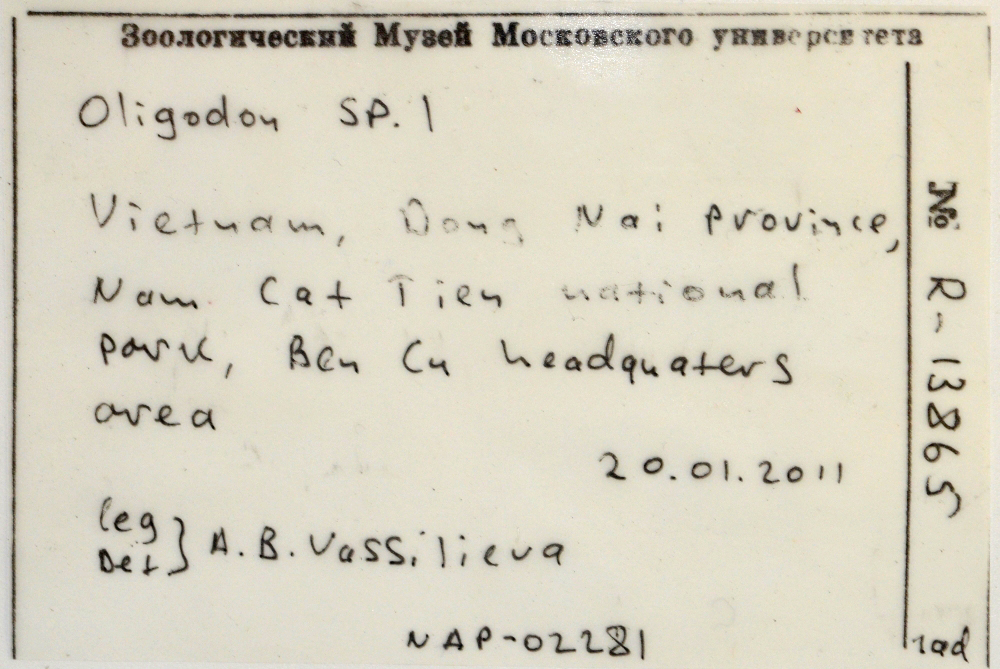 Зоологический Музей Московского университета
Oligodon SP. 1
Vietnam, Dong Nai province,
Nam Cat Tien national
park, Ben Cu headquaters
area
20.01.2011
leg
Det } A. B. Vassilieva
NAP-02281
№ R-13865
1ad